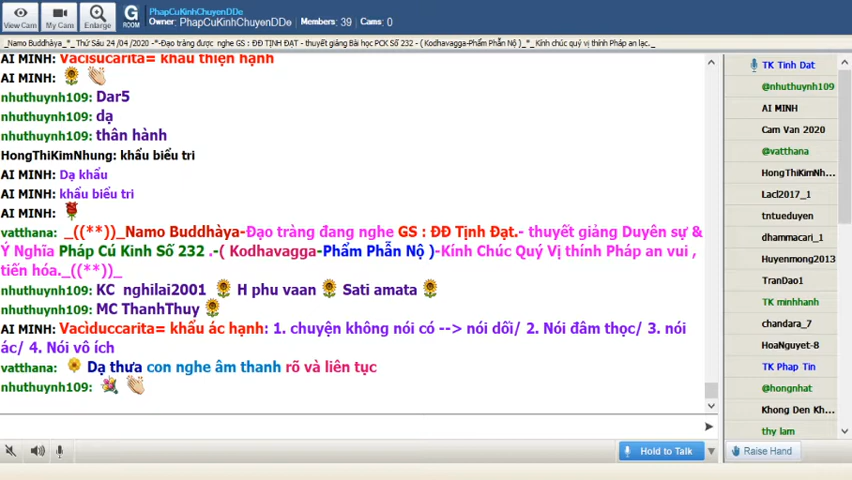 View Cam
My Cam
Enlarge
G
ROOM
PhapCuKinhChuyenDDe
Owner: PhapCuKinhChuyenDDe Members: 39 Cams: 0
_Namo Buddhàya_*_ Thứ Sáu 24 /04 /2020 -*-Đạo tràng được nghe GS : ĐĐ TỊNH ĐẠT - thuyết giảng Bài học PCK Số - 232 - ( Kodhavagga-Phẩm Phẫn Nộ )_*_ Kính chúc quý vị thính Pháp an lạc._
AI MINH: Vacìsucarita= khẩu thiện hạnh
AI MINH:
nhuthuynh109: Dar5
nhuthuynh109: dạ
nhuthuynh109: thân hành
HongThiKimNhung: khẩu biểu tri
AI MINH: Dạ khẩu
AI MINH: khẩu biểu tri
AI MINH:
vatthana: _((**))_Namo Buddhàya-Đạo tràng đang nghe GS : ĐĐ Tịnh Đạt.- thuyết giảng Duyên sự &
Ý Nghĩa Pháp Cú Kinh Số 232 .-( Kodhavagga-Phẩm Phẫn Nộ )-Kính Chúc Quý Vị thính Pháp an vui ,
tiến hóa._((**))_
nhuthuynh109: KC nghilai2001 H phu vaan Sati amata
nhuthuynh109: MC ThanhThuy
AI MINH: Vacìduccarita= khẩu ác hạnh: 1. chuyện không nói có --> nói dối/ 2. Nói đâm thọc/ 3. nói
ác/ 4. Nói vô ích
vatthana: Dạ thưa con nghe âm thanh rõ và liên tục
nhuthuynh109:
Hold to Talk
Raise Hand
TK Tinh Dat
@nhuthuynh109
AI MINH
Cam Van 2020
@vatthana
HongThiKimNh...
Lacl2017_1
tntueduyen
dhammacari_1
Huyenmong2013
TranDao1
TK minhhanh
chandara_7
HoaNguyet-8
TK Phap Tin
@hongnhat
Khong Den Kh...
thy lam